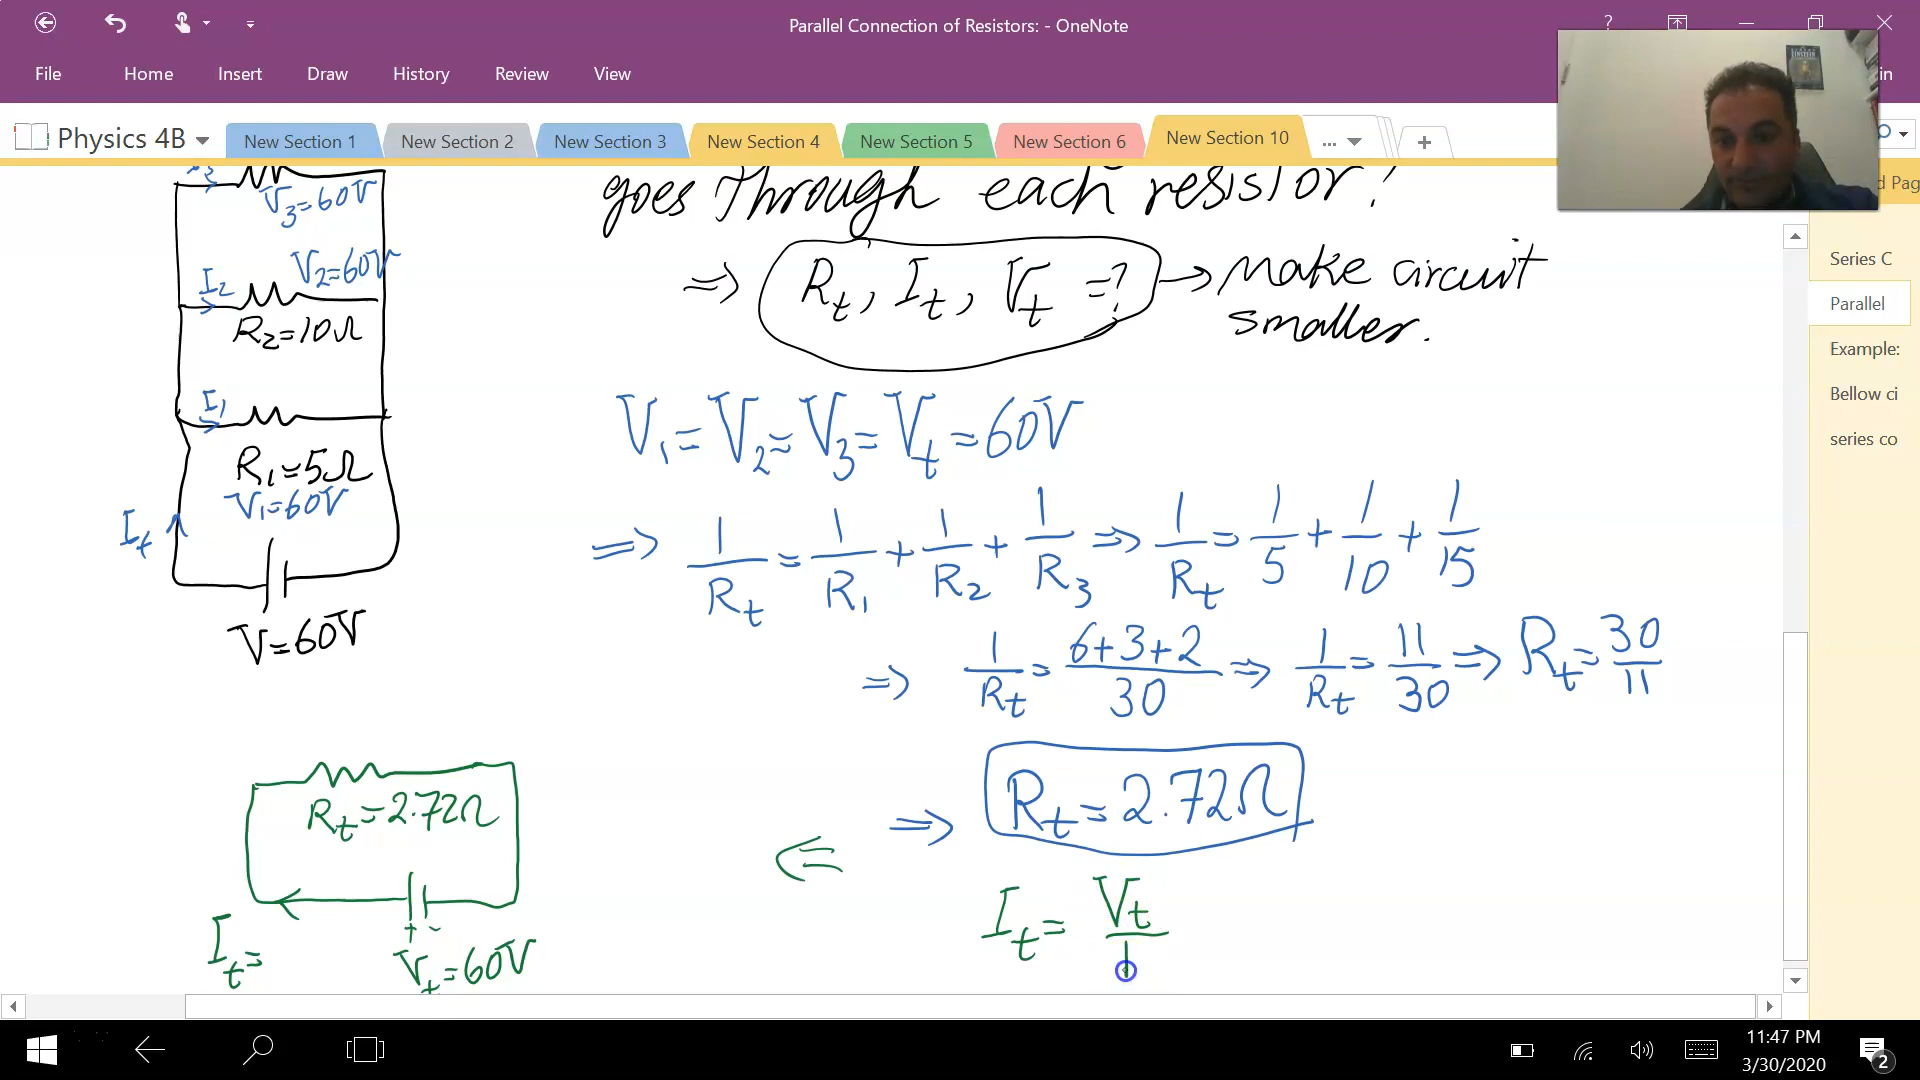 Parallel Connection of Resistors: - OneNote
?
File Home Insert Draw History Review View in
Physics 4B New Section 1 New Section 2 New Section 3 New Section 4 New Section 5 New Section 6 New Section 10 ... +
d Pag
Series C
Parallel
Example:
Bellow ci
series co
V3=60V
I2 V2=60V
R2=10Ω
I1
R1=5Ω
V1=60V
It
V=60V
goes through each resistor?
⇒ Rt, It, Vt =? → make circuit
smaller.
V1= V2= V3= Vt =60V
⇒ 1/Rt = 1/R1 + 1/R2 + 1/R3 ⇒ 1/Rt = 1/5 + 1/10 + 1/15
⇒ 1/Rt = 6+3+2/30 ⇒ 1/Rt = 11/30 ⇒ Rt = 30/11
⇒ Rt = 2.72Ω
⇐
It = Vt/
Rt=2.72Ω
+ -
It=
Vt=60V
11:47 PM
3/30/2020
2